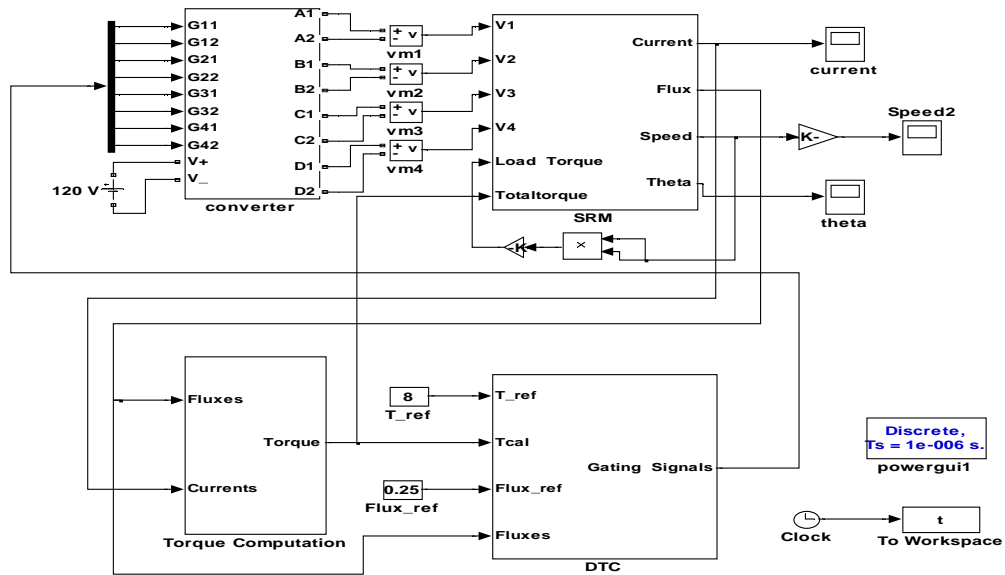 G11
G12
G21
G22
G31
G32
G41
G42
V+
V_
120 V
A1
A2
B1
B2
C1
C2
D1
D2
converter
+
-
v
vm1
+
-
v
vm2
+
-
v
vm3
+
-
v
vm4
V1
V2
V3
V4
Load Torque
Totaltorque
Current
Flux
Speed
Theta
SRM
current
K-
Speed2
theta
-K
x
Fluxes
Currents
Torque
Torque Computation
8
T_ref
0.25
Flux_ref
T_ref
Tcal
Flux_ref
Fluxes
Gating Signals
DTC
Discrete,
Ts = 1e-006 s.
powergui1
Clock
t
To Workspace